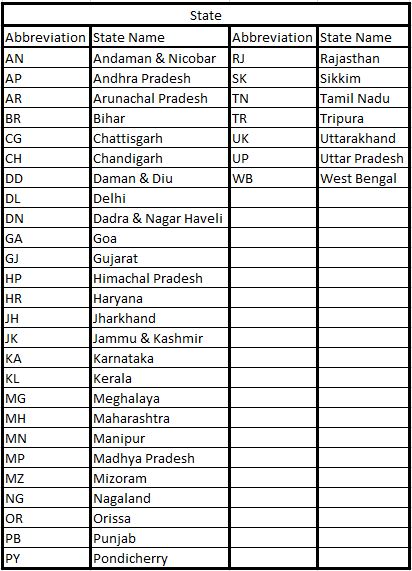 State
Abbreviation State Name Abbreviation State Name
AN Andaman & Nicobar RJ Rajasthan
AP Andhra Pradesh SK Sikkim
AR Arunachal Pradesh TN Tamil Nadu
BR Bihar TR Tripura
CG Chattisgarh UK Uttarakhand
CH Chandigarh UP Uttar Pradesh
DD Daman & Diu WB West Bengal
DL Delhi
DN Dadra & Nagar Haveli
GA Goa
GJ Gujarat
HP Himachal Pradesh
HR Haryana
JH Jharkhand
JK Jammu & Kashmir
KA Karnataka
KL Kerala
MG Meghalaya
MH Maharashtra
MN Manipur
MP Madhya Pradesh
MZ Mizoram
NG Nagaland
OR Orissa
PB Punjab
PY Pondicherry